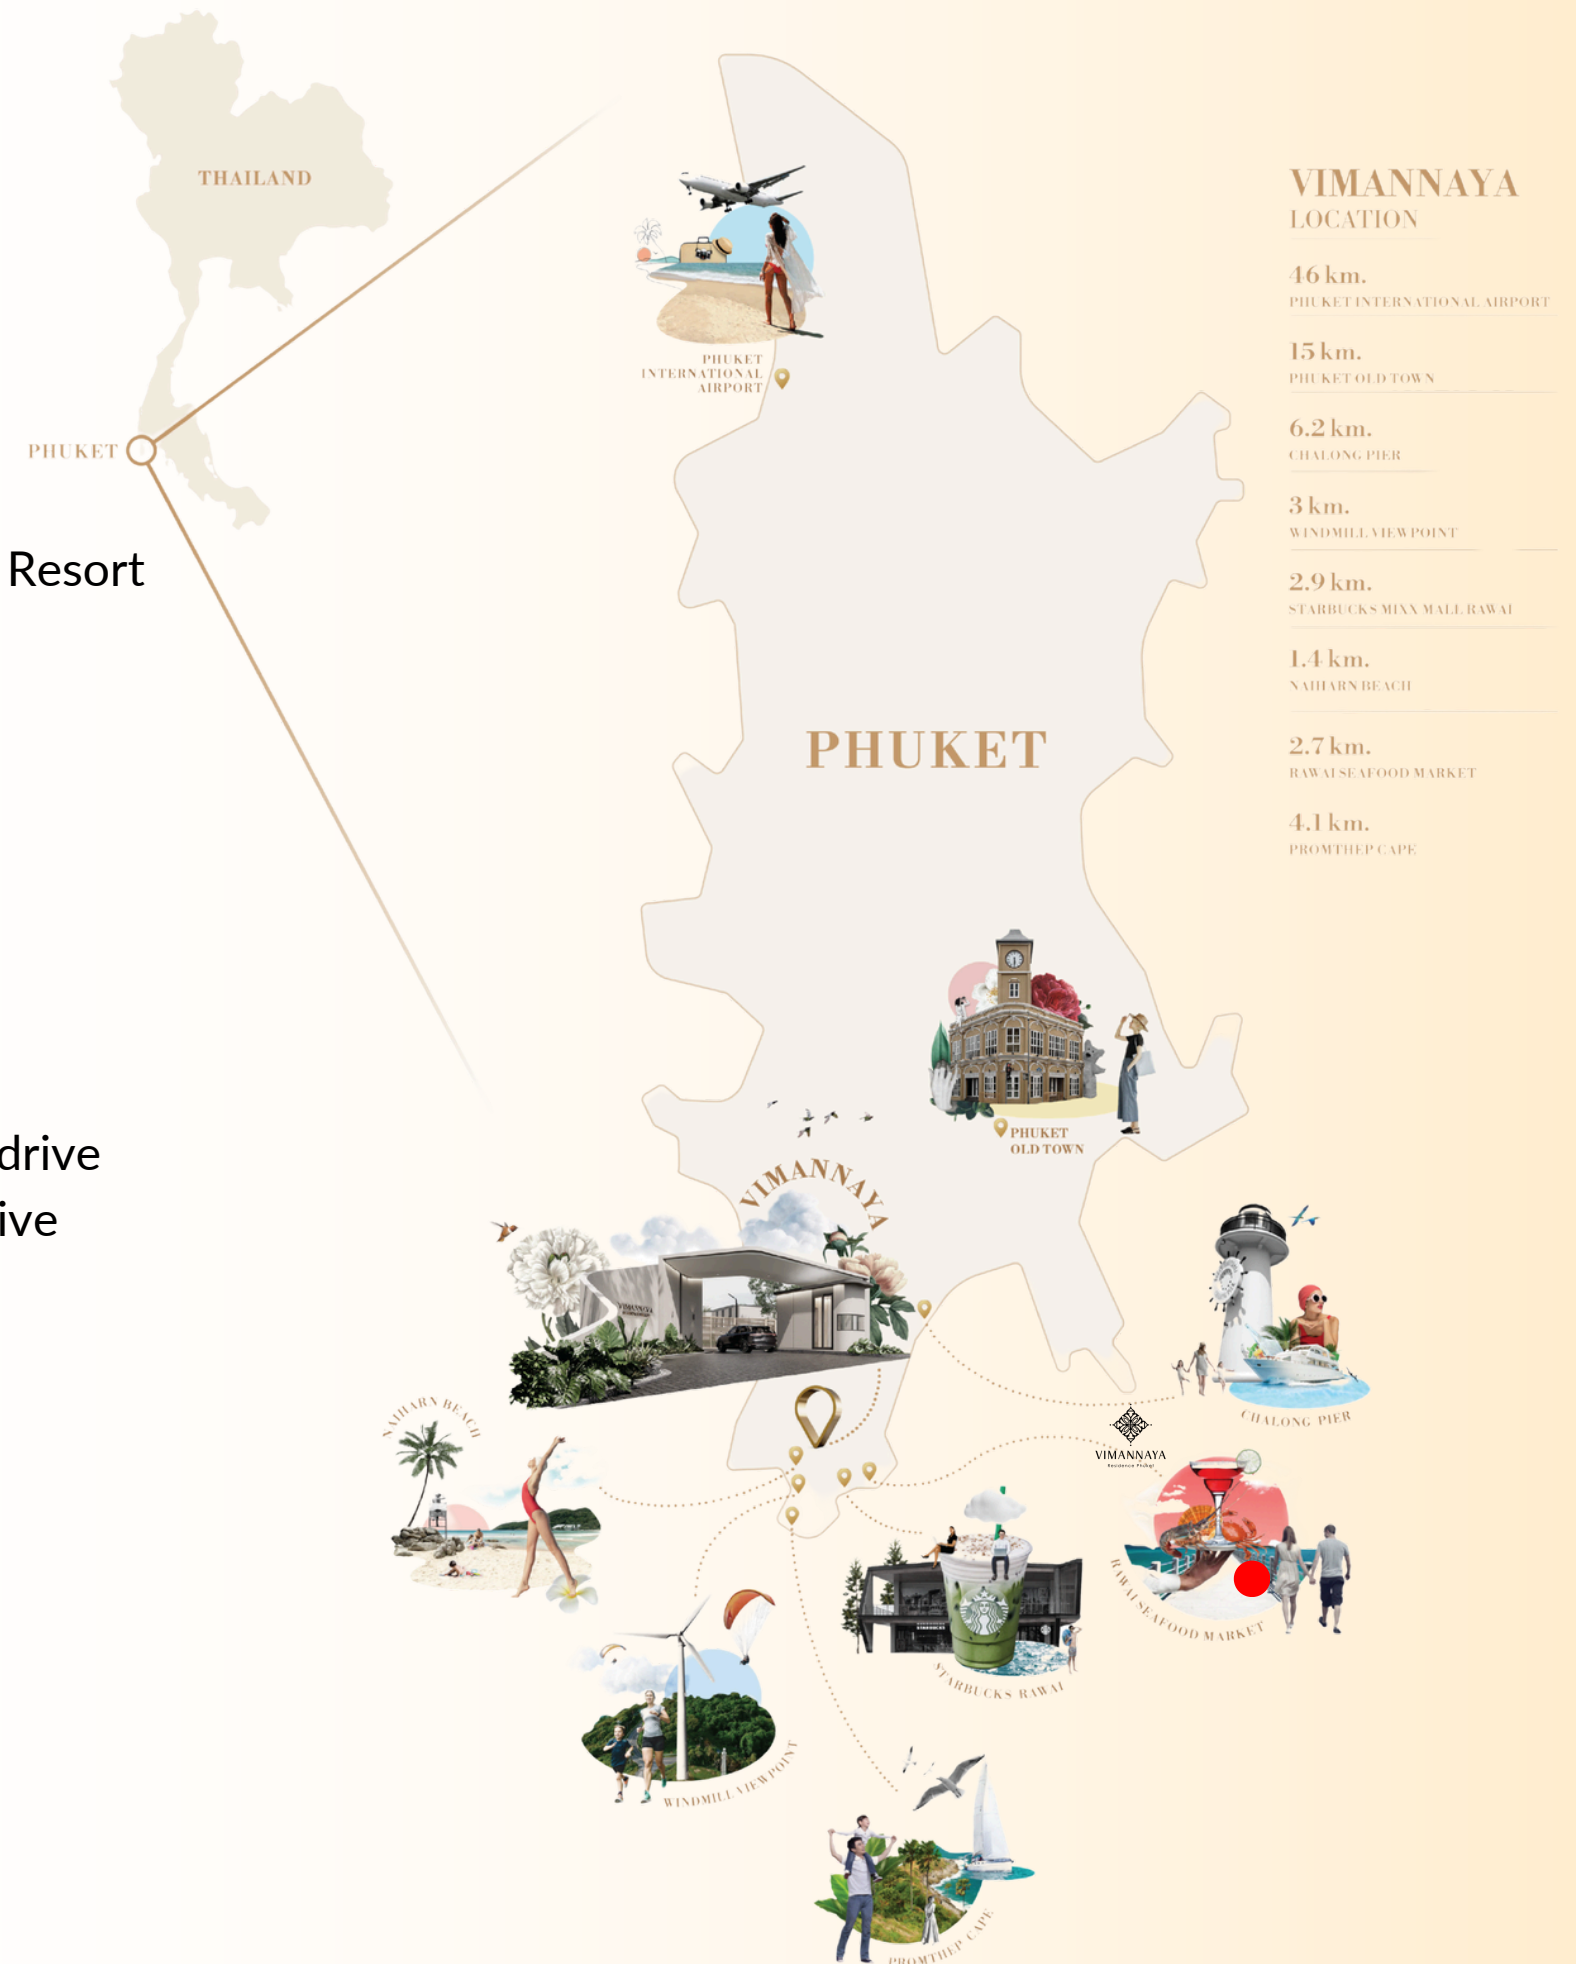 THAILAND
PHUKET
Resort
drive
ive
VIMANNAYA
LOCATION
46 km.
PHUKET INTERNATIONAL AIRPORT
15 km.
PHUKET OLD TOWN
6.2 km.
CHALONG PIER
3 km.
WINDMILL VIEWPOINT
2.9 km.
STARBUCKS MIXX MALL RAWAI
1.4 km.
NAIHARN BEACH
2.7 km.
RAWAI SEAFOOD MARKET
4.1 km.
PROMTHEP CAPE
PHUKET
INTERNATIONAL
AIRPORT
PHUKET
PHUKET
OLD TOWN
VIMANNAYA
VIMANNAYA
CHALONG PIER
NAIHARN BEACH
VIMANNAYA
Residence Phuket
RAWAI SEAFOOD MARKET
STARBUCKS RAWAI
WINDMILL VIEWPOINT
PROMTHEP CAPE